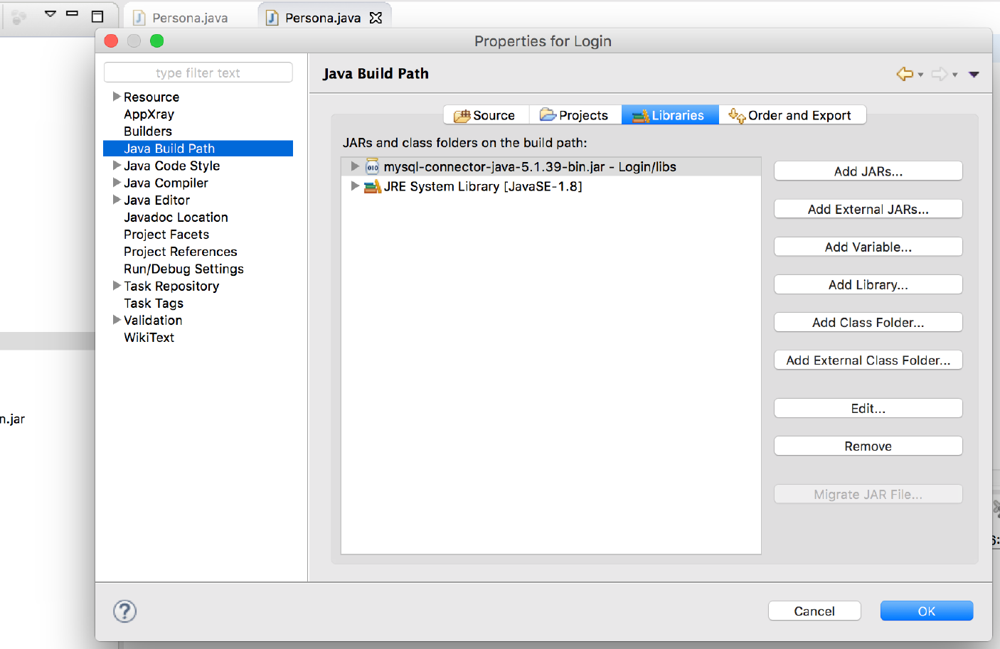 Persona.java
Persona.java
Properties for Login
type filter text
Resource
AppXray
Builders
Java Build Path
Java Code Style
Java Compiler
Java Editor
Javadoc Location
Project Facets
Project References
Run/Debug Settings
Task Repository
Task Tags
Validation
WikiText
n.jar
Java Build Path
Source
Projects
Libraries
Order and Export
JARs and class folders on the build path:
mysql-connector-java-5.1.39-bin.jar - Login/libs
JRE System Library [JavaSE-1.8]
Add JARs...
Add External JARs...
Add Variable...
Add Library...
Add Class Folder...
Add External Class Folder...
Edit...
Remove
Migrate JAR File...
Cancel
OK